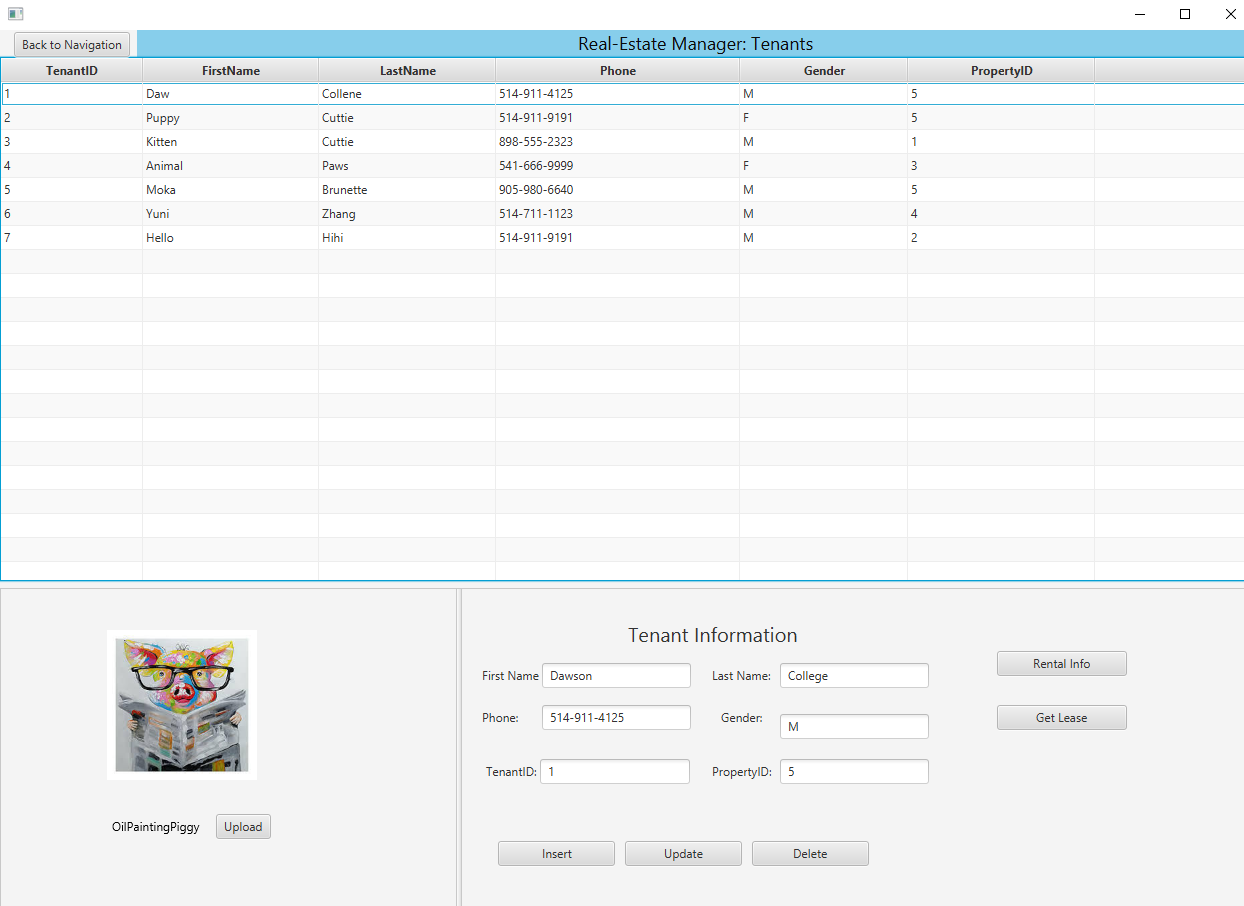 Back to Navigation Real-Estate Manager: Tenants
TenantID FirstName LastName Phone Gender PropertyID
1 Daw Collene 514-911-4125 M 5
2 Puppy Cuttie 514-911-9191 F 5
3 Kitten Cuttie 898-555-2323 M 1
4 Animal Paws 541-666-9999 F 3
5 Moka Brunette 905-980-6640 M 5
6 Yuni Zhang 514-711-1123 M 4
7 Hello Hihi 514-911-9191 M 2
Tenant Information
First Name Dawson Last Name: College Rental Info
Phone: 514-911-4125 Gender: M Get Lease
TenantID: 1 PropertyID: 5
OilPaintingPiggy Upload
Insert Update Delete